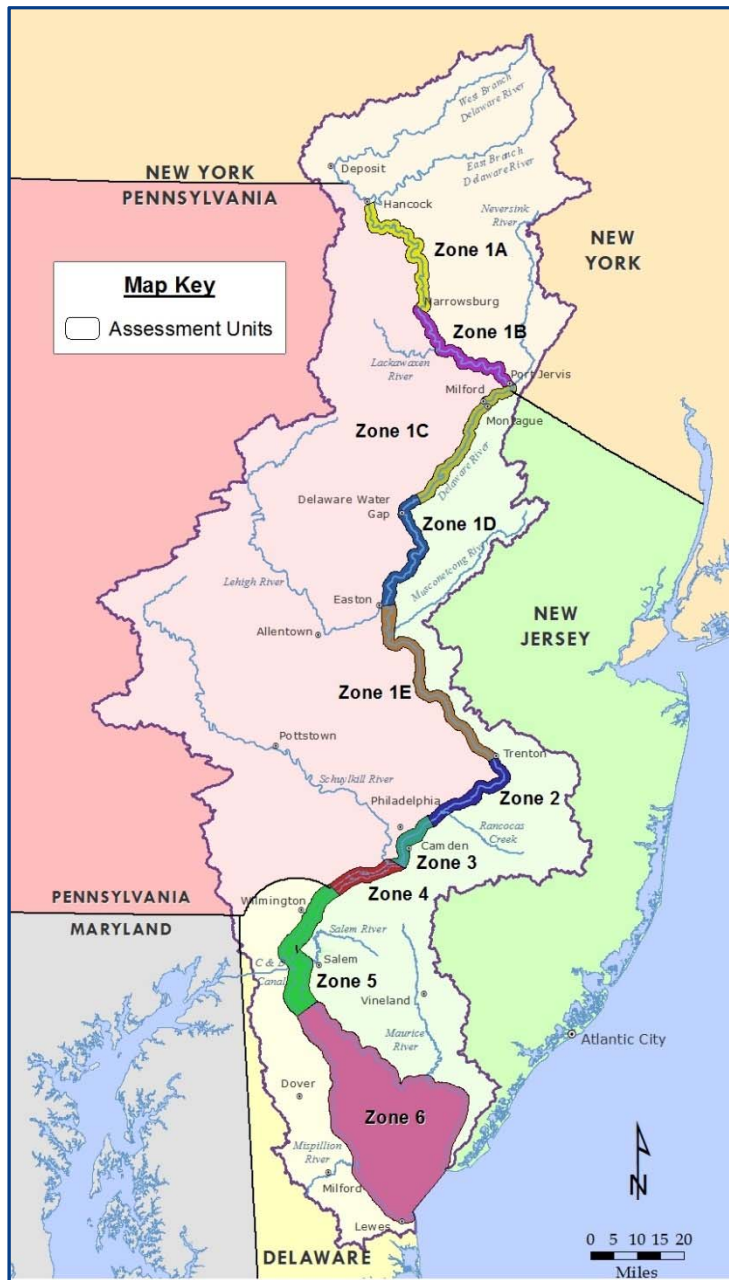 West Branch
Delaware River
Deposit
NEW YORK
PENNSYLVANIA
East Branch
Delaware River
Hancock
Neversink
River
Zone 1A
NEW
YORK
Map Key
Assessment Units
Narrowsburg
Zone 1B
Lackawaxen
River
Port Jervis
Milford
Montague
Zone 1C
Delaware River
Delaware Water
Gap
Zone 1D
Musconetcong River
Lehigh River
Easton
Allentown
NEW
JERSEY
Zone 1E
Pottstown
Trenton
Schuylkill River
Zone 2
Philadelphia
Rancocas
Creek
Camden
Zone 3
Zone 4
PENNSYLVANIA
MARYLAND
Wilmington
Salem River
C & D
Canal
Salem
Zone 5
Vineland
Maurice
River
Atlantic City
Dover
Zone 6
Mispillion
River
Milford
Lewes
DELAWARE
N
0 5 10 15 20
Miles